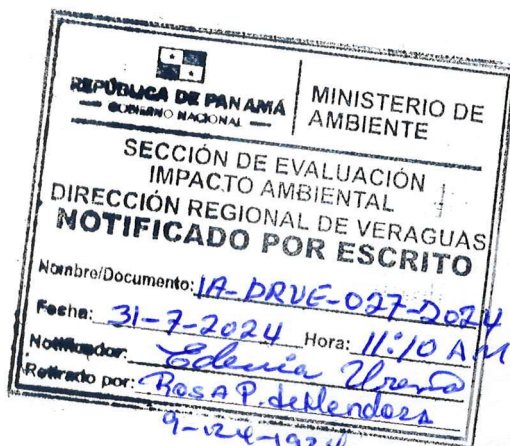 REPÚBLICA DE PANAMÁ
— GOBIERNO NACIONAL —
MINISTERIO DE
AMBIENTE
SECCIÓN DE EVALUACIÓN
IMPACTO AMBIENTAL
DIRECCIÓN REGIONAL DE VERAGUAS
NOTIFICADO POR ESCRITO
Nombre/Documento: IA-DRVE-027-2024
Fecha: 31-7-2024 Hora: 11:10 AM
Notificador: Edenia Ureña
Retirado por: Rosa P. de Mendoza